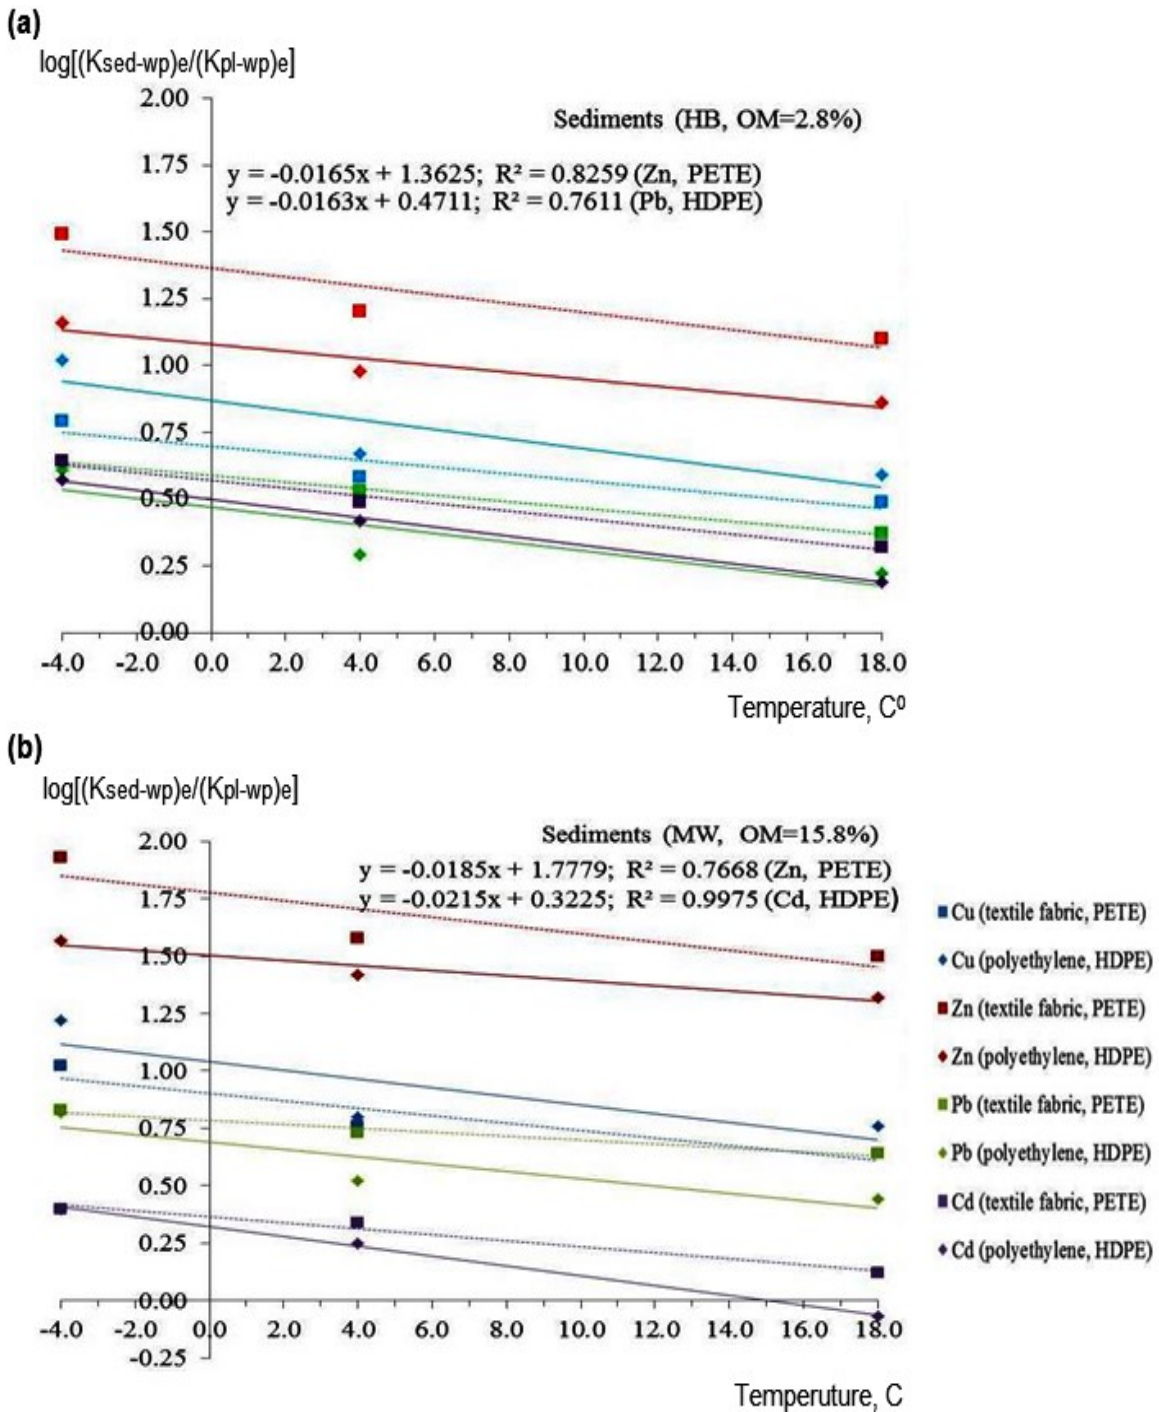 (a)
log[(Ksed-wp)e/(Kpl-wp)e]
2.00
Sediments (HB, OM=2.8%)
1.75
y = -0.0165x + 1.3625; R² = 0.8259 (Zn, PETE)
y = -0.0163x + 0.4711; R² = 0.7611 (Pb, HDPE)
1.50
1.25
1.00
0.75
0.50
0.25
0.00
-4.0 -2.0 0.0 2.0 4.0 6.0 8.0 10.0 12.0 14.0 16.0 18.0
Temperature, C⁰
(b)
log[(Ksed-wp)e/(Kpl-wp)e]
2.00
Sediments (MW, OM=15.8%)
y = -0.0185x + 1.7779; R² = 0.7668 (Zn, PETE)
1.75
y = -0.0215x + 0.3225; R² = 0.9975 (Cd, HDPE)
1.50
1.25
1.00
0.75
0.50
0.25
0.00
-4.0 -2.0 0.0 2.0 4.0 6.0 8.0 10.0 12.0 14.0 16.0 18.0
-0.25
Temperuture, C
Cu (textile fabric, PETE)
Cu (polyethylene, HDPE)
Zn (textile fabric, PETE)
Zn (polyethylene, HDPE)
Pb (textile fabric, PETE)
Pb (polyethylene, HDPE)
Cd (textile fabric, PETE)
Cd (polyethylene, HDPE)